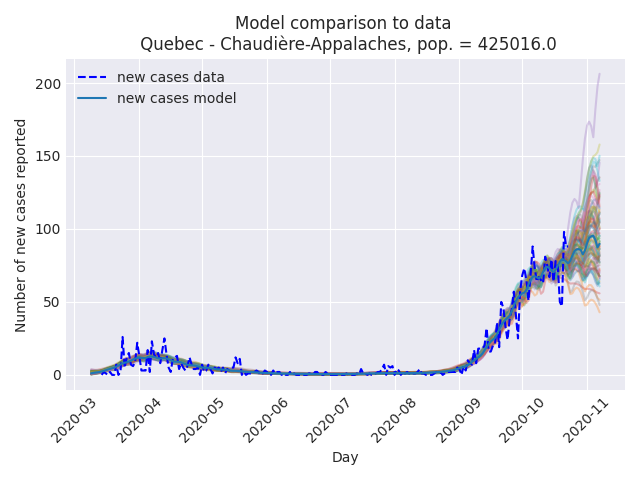 Model comparison to data
Quebec - Chaudière-Appalaches, pop. = 425016.0
new cases data
new cases model
Number of new cases reported
200
150
100
50
0
2020-03
2020-04
2020-05
2020-06
2020-07
2020-08
2020-09
2020-10
2020-11
Day